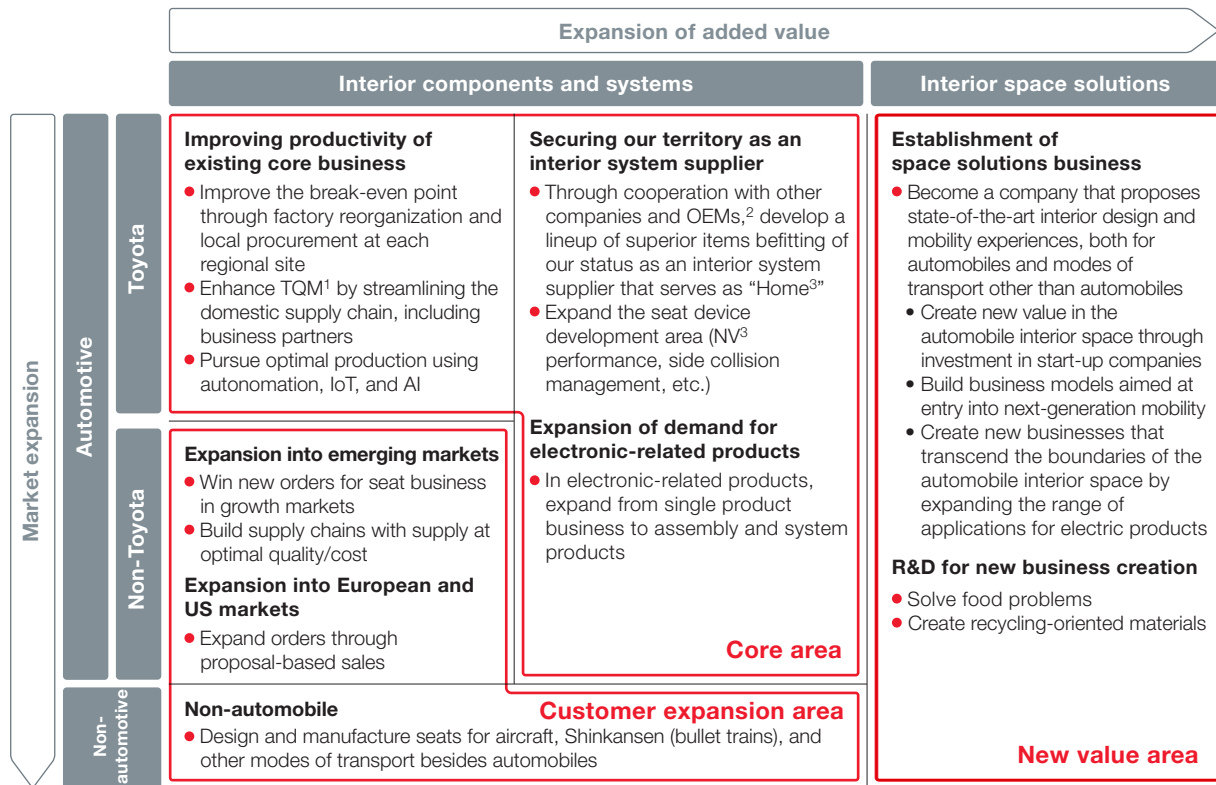 Expansion of added value
Interior components and systems
Interior space solutions
Market expansion
Automotive
Toyota
Non-Toyota
Non-
automotive
Improving productivity of
existing core business
● Improve the break-even point
through factory reorganization and
local procurement at each
regional site
● Enhance TQM1 by streamlining the
domestic supply chain, including
business partners
● Pursue optimal production using
autonomation, IoT, and AI
Securing our territory as an
interior system supplier
● Through cooperation with other
companies and OEMs,2 develop a
lineup of superior items befitting of
our status as an interior system
supplier that serves as “Home3”
● Expand the seat device
development area (NV3
performance, side collision
management, etc.)
Expansion of demand for
electronic-related products
● In electronic-related products,
expand from single product
business to assembly and system
products
Core area
Expansion into emerging markets
● Win new orders for seat business
in growth markets
● Build supply chains with supply at
optimal quality/cost
Expansion into European and
US markets
● Expand orders through
proposal-based sales
Non-automobile
● Design and manufacture seats for aircraft, Shinkansen (bullet trains), and
other modes of transport besides automobiles
Customer expansion area
Establishment of
space solutions business
● Become a company that proposes
state-of-the-art interior design and
mobility experiences, both for
automobiles and modes of
transport other than automobiles
• Create new value in the
automobile interior space through
investment in start-up companies
• Build business models aimed at
entry into next-generation mobility
• Create new businesses that
transcend the boundaries of the
automobile interior space by
expanding the range of
applications for electric products
R&D for new business creation
● Solve food problems
● Create recycling-oriented materials
New value area